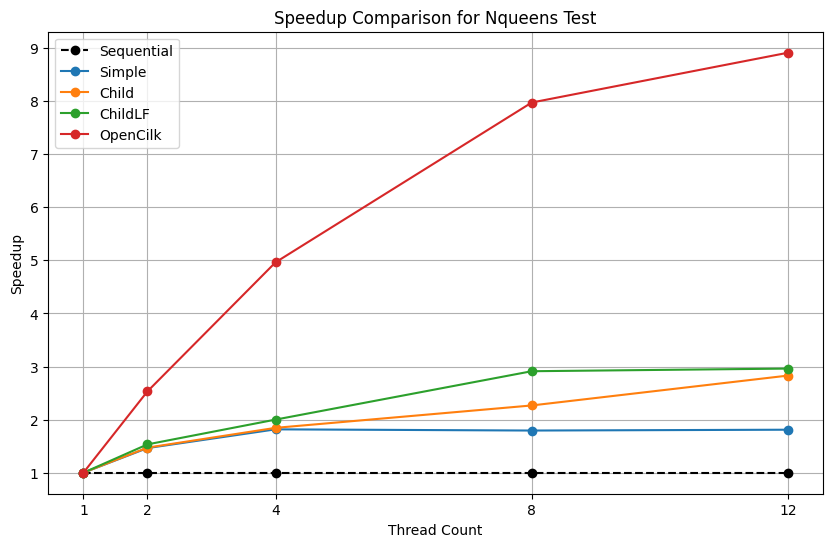 Speedup Comparison for Nqueens Test
Sequential
Simple
Child
ChildLF
OpenCilk
9
8
7
6
5
4
3
2
1
Speedup
1 2 4 8 12
Thread Count